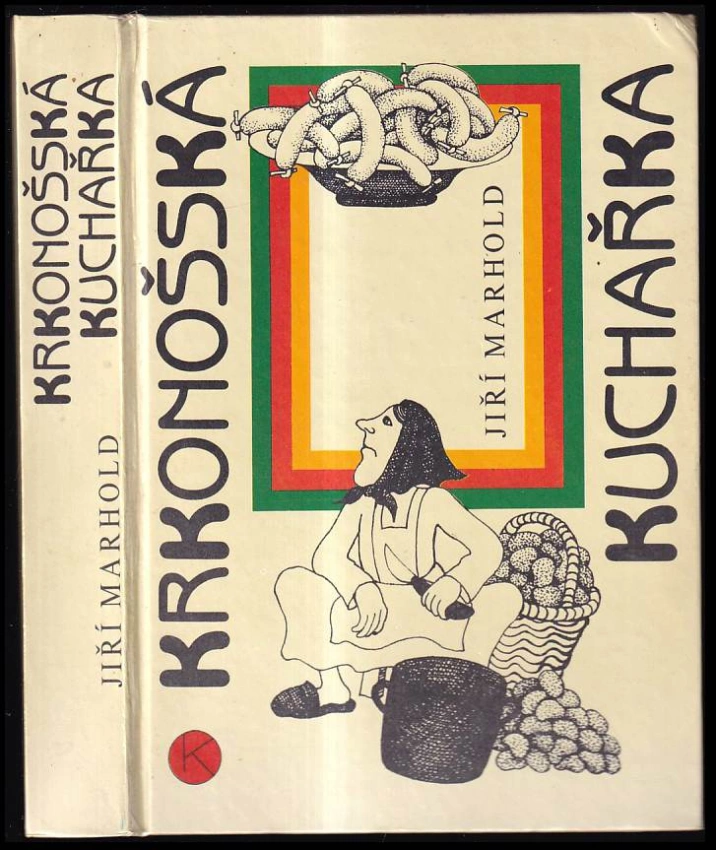 KRKONOŠSKÁ
KUCHAŘKA
JIŘÍ MARHOLD
KRKONOŠSKÁ
KUCHAŘKA
JIŘÍ MARHOLD
K